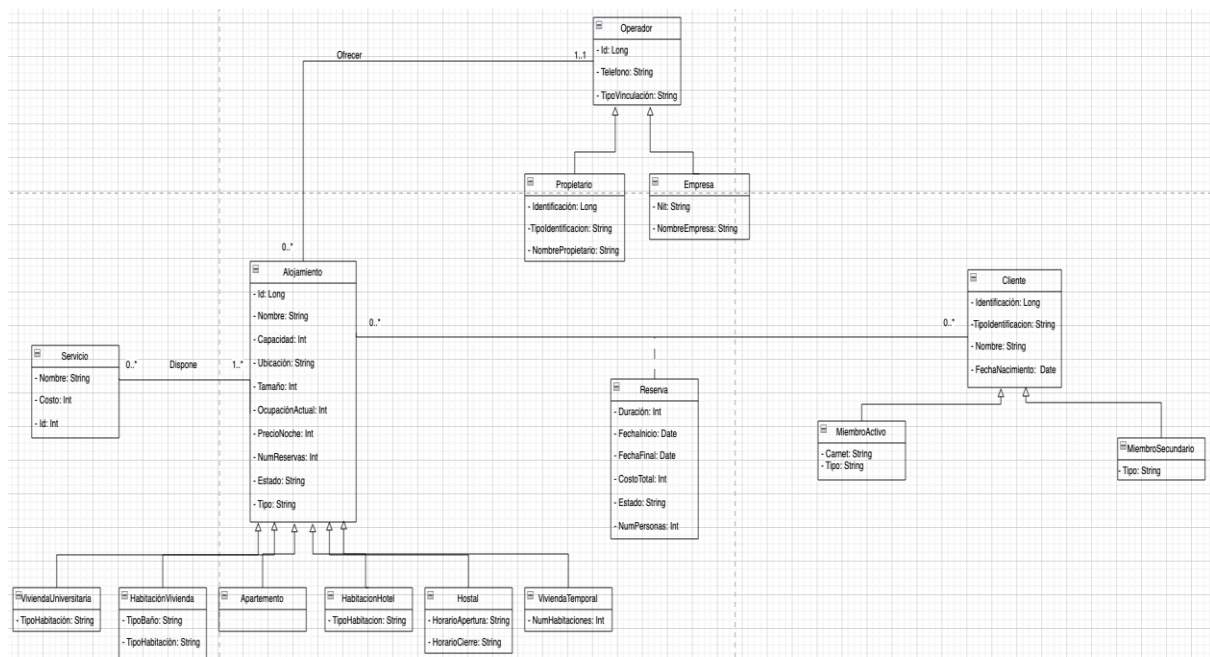 Operador
- Id: Long
- Telefono: String
- TipoVinculación: String
Ofrecer
1..1
Propietario
- Identificación: Long
-TipoIdentificacion: String
- NombrePropietario: String
Empresa
- Nit: String
- NombreEmpresa: String
0..*
Alojamiento
- Id: Long
- Nombre: String
- Capacidad: Int
- Ubicación: String
- Tamaño: Int
- OcupaciónActual: Int
- PrecioNoche: Int
- NumReservas: Int
- Estado: String
- Tipo: String
0..*
0..*
Cliente
- Identificación: Long
-TipoIdentificacion: String
- Nombre: String
- FechaNacimiento: Date
Servicio
- Nombre: String
- Costo: Int
- Id: Int
0..*
Dispone
1..*
Reserva
- Duración: Int
- FechaInicio: Date
- FechaFinal: Date
- CostoTotal: Int
- Estado: String
- NumPersonas: Int
MiembroActivo
- Carnet: String
- Tipo: String
MiembroSecundario
- Tipo: String
ViviendaUniversitaria
- TipoHabitación: String
HabitaciónVivienda
- TipoBaño: String
- TipoHabitación: String
Apartemento
HabitacionHotel
- TipoHabitacion: String
Hostal
- HorarioApertura: String
- HorarioCierre: String
ViviendaTemporal
- NumHabitaciones: Int